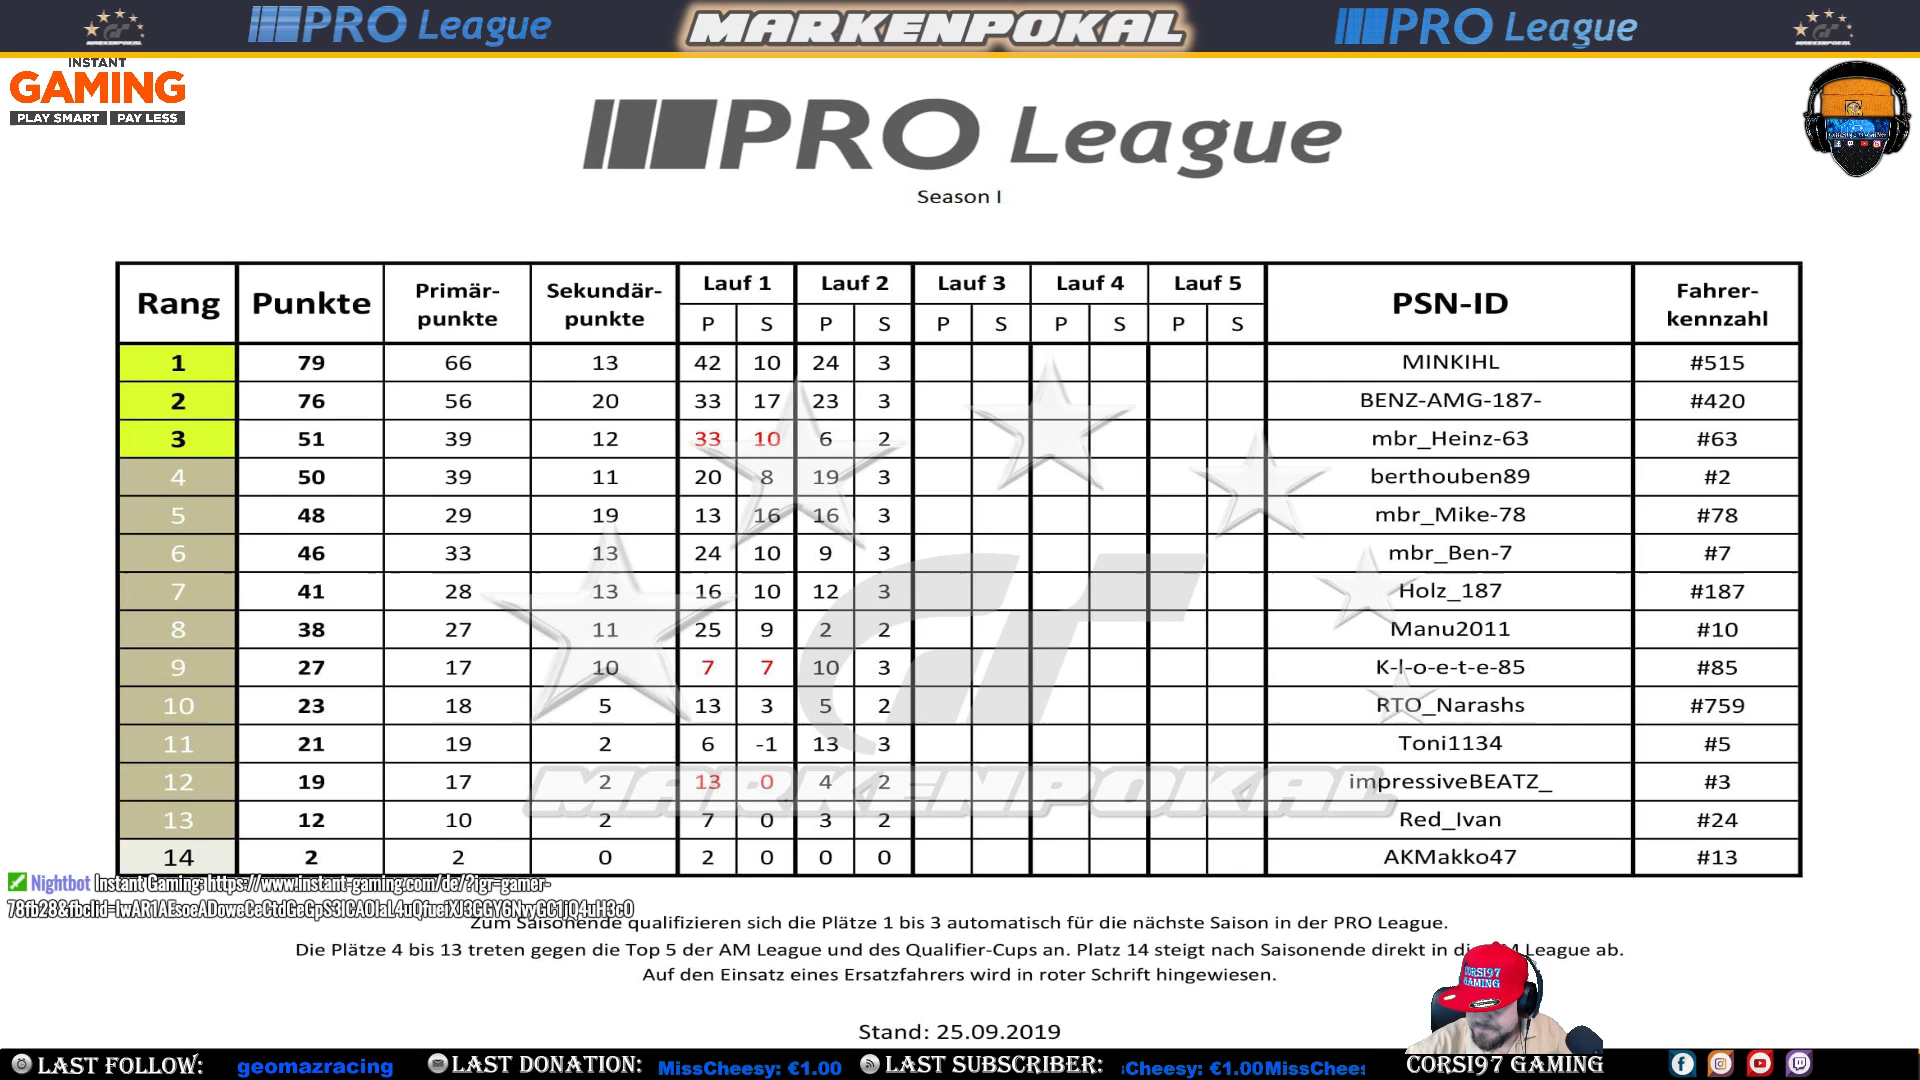 PRO League
MARKENPOKAL
PRO League
MARKENPOKAL
MARKENPOKAL
INSTANT
GAMING
PLAY SMART | PAY LESS
PRO League
Season I
Rang Punkte Primär-punkte Sekundär-punkte Lauf 1 Lauf 2 Lauf 3 Lauf 4 Lauf 5 PSN-ID Fahrer-kennzahl
P S P S P S P S P S
1 79 66 13 42 10 24 3 MINKIHL #515
2 76 56 20 33 17 23 3 BENZ-AMG-187- #420
3 51 39 12 33 10 6 2 mbr_Heinz-63 #63
4 50 39 11 20 8 19 3 berthouben89 #2
5 48 29 19 13 16 16 3 mbr_Mike-78 #78
6 46 33 13 24 10 9 3 mbr_Ben-7 #7
7 41 28 13 16 10 12 3 Holz_187 #187
8 38 27 11 25 9 2 2 Manu2011 #10
9 27 17 10 7 7 10 3 K-l-o-e-t-e-85 #85
10 23 18 5 13 3 5 2 RTO_Narashs #759
11 21 19 2 6 -1 13 3 Toni1134 #5
12 19 17 2 13 0 4 2 impressiveBEATZ_ #3
MARKENPOKAL
13 12 10 2 7 0 3 2 Red_Ivan #24
14 2 2 0 2 0 0 0 AKMakko47 #13
Nightbot Instant Gaming: https://www.instant-gaming.com/de/?igr=gamer-
Zum Saisonende qualifizieren sich die Plätze 1 bis 3 automatisch für die nächste Saison in der PRO League.
Die Plätze 4 bis 13 treten gegen die Top 5 der AM League und des Qualifier-Cups an. Platz 14 steigt nach Saisonende direkt in League ab.
Auf den Einsatz eines Ersatzfahrers wird in roter Schrift hingewiesen.
CORSI97
GAMING
Stand: 25.09.2019
LAST FOLLOW: geomazracing LAST DONATION: MissCheesy: €1.00 LAST SUBSCRIBER: Cheesy: €1.00MissChees CORSI97 GAMING